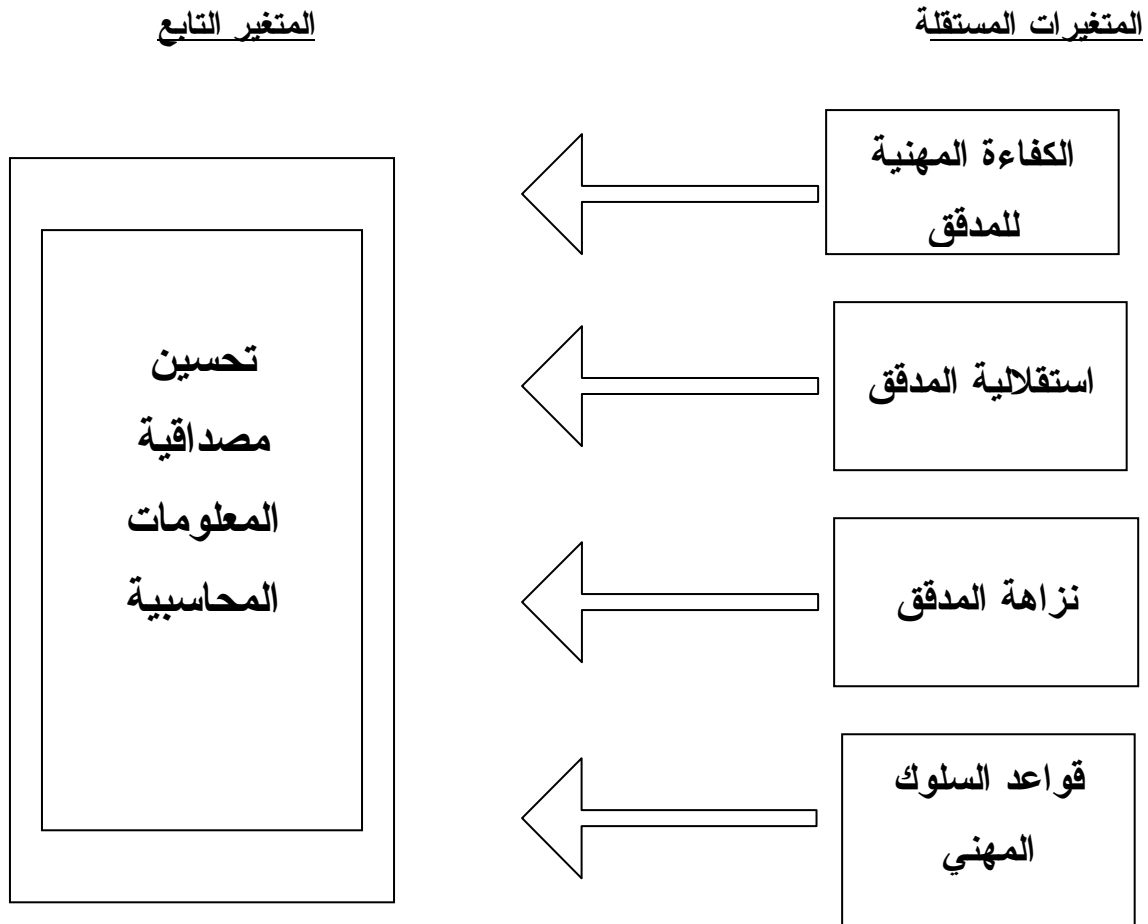 المتغيرات المستقلة
المتغير التابع
الكفاءة المهنية
للمدقق
استقلالية المدقق
نزاهة المدقق
قواعد السلوك
المهني
تحسين
مصداقية
المعلومات
المحاسبية